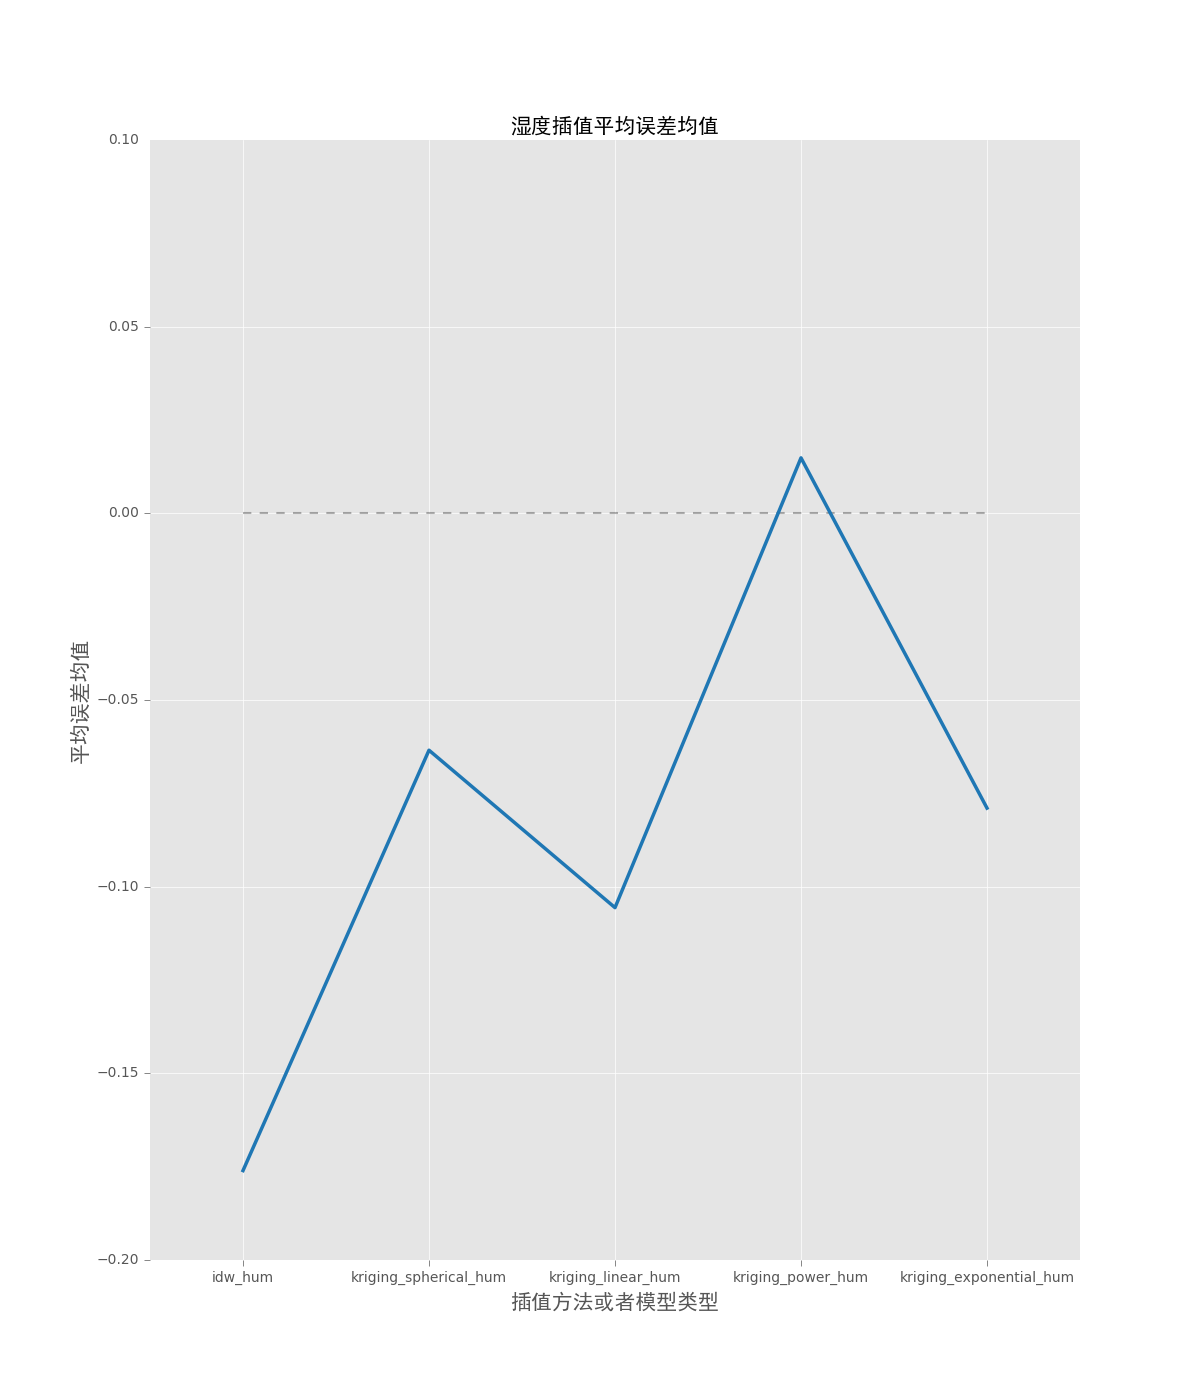 湿度插值平均误差均值
0.10
0.05
0.00
−0.05
−0.10
−0.15
−0.20
平均误差均值
idw_hum
kriging_spherical_hum
kriging_linear_hum
kriging_power_hum
kriging_exponential_hum
插值方法或者模型类型